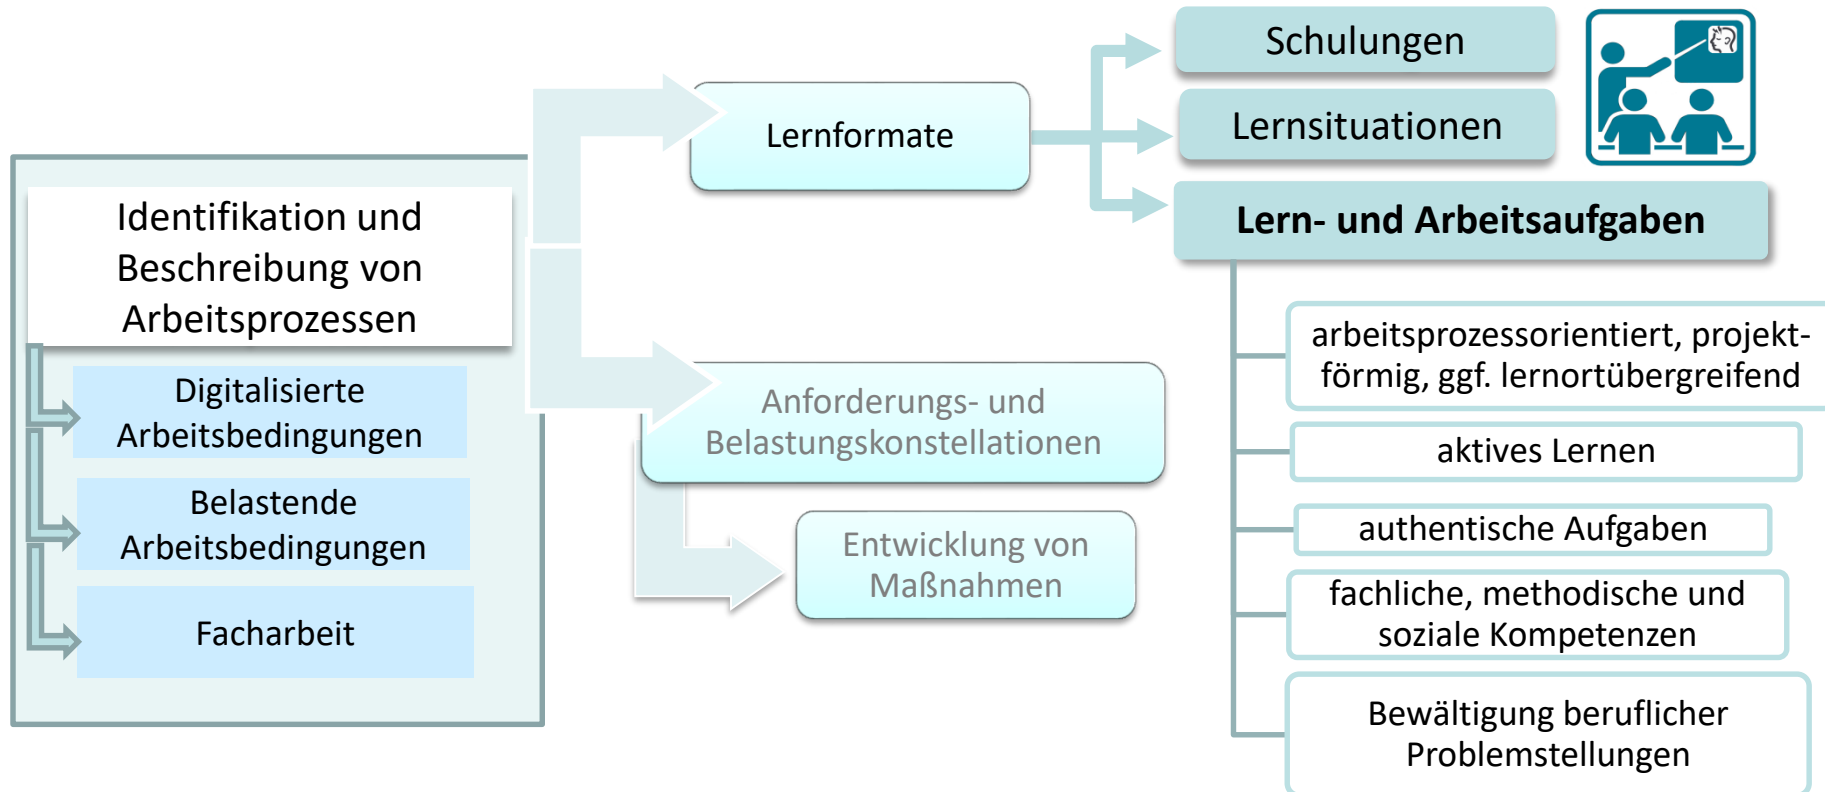 Identifikation und
Beschreibung von
Arbeitsprozessen
Digitalisierte
Arbeitsbedingungen
Belastende
Arbeitsbedingungen
Facharbeit
Lernformate
Anforderungs- und
Belastungskonstellationen
Entwicklung von
Maßnahmen
Schulungen
Lernsituationen
Lern- und Arbeitsaufgaben
arbeitsprozessorientiert, projekt-
förmig, ggf. lernortübergreifend
aktives Lernen
authentische Aufgaben
fachliche, methodische und
soziale Kompetenzen
Bewältigung beruflicher
Problemstellungen